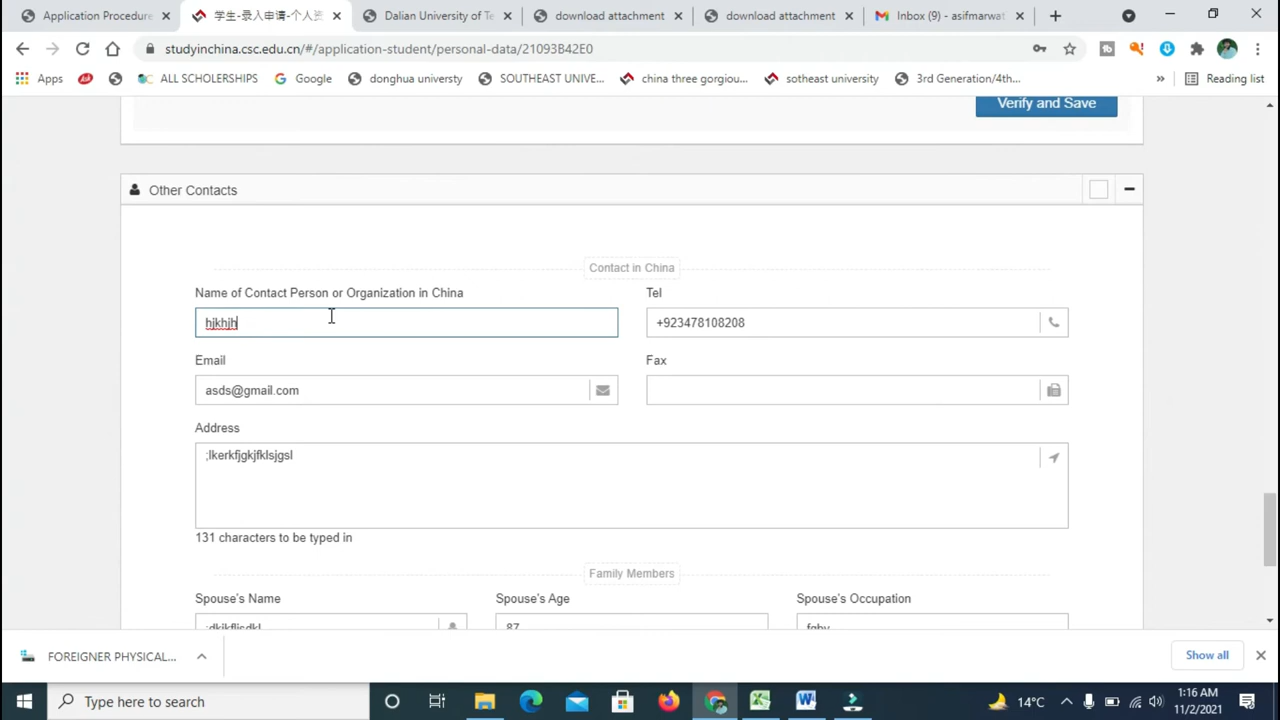 Application Procedure
学生-录入申请-个人资
Dalian University of Te
download attachment
download attachment
Inbox (9) - asifmarwat
studyinchina.csc.edu.cn/#/application-student/personal-data/21093B42E0
Apps
ALL SCHOLARSHIPS
Google
donghua univeristy
SOUTHEAST UNIVE...
china three gorgiou...
sotheast university
3rd Generation/4th...
»
Reading list
Verify and Save
Other Contacts
Contact in China
Name of Contact Person or Organization in China
Tel
hjkhjh
+923478108208
Email
Fax
asds@gmail.com
Address
;lkerkfjgkjfklsjgsl
131 characters to be typed in
Family Members
Spouse's Name
Spouse's Age
Spouse's Occupation
87
FOREIGNER PHYSICAL...
Show all
Type here to search
14°C
1:16 AM
11/2/2021